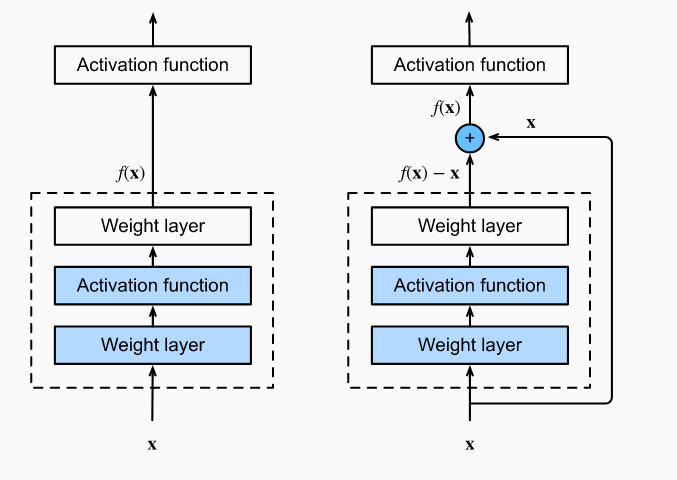 Activation function
f(x)
Weight layer
Activation function
Weight layer
x
Activation function
f(x)
+
x
f(x) − x
Weight layer
Activation function
Weight layer
x